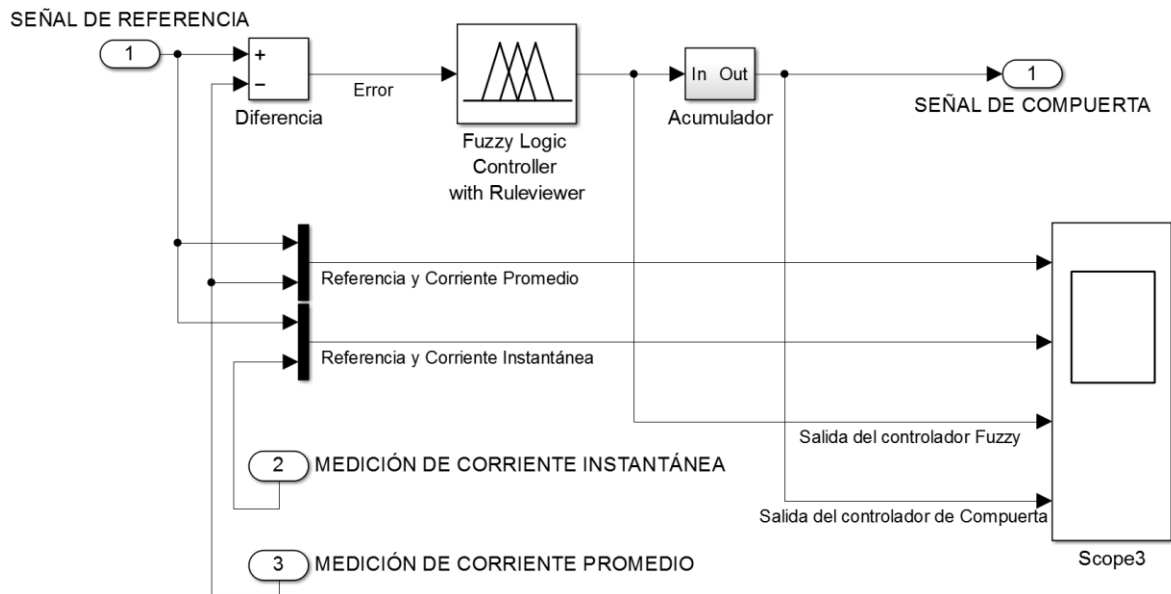 SEÑAL DE REFERENCIA
1
+
−
Diferencia
Error
Fuzzy Logic
Controller
with Ruleviewer
In Out
Acumulador
1
SEÑAL DE COMPUERTA
Referencia y Corriente Promedio
Referencia y Corriente Instantánea
Salida del controlador Fuzzy
2 MEDICIÓN DE CORRIENTE INSTANTÁNEA
Salida del controlador de Compuerta
3 MEDICIÓN DE CORRIENTE PROMEDIO
Scope3